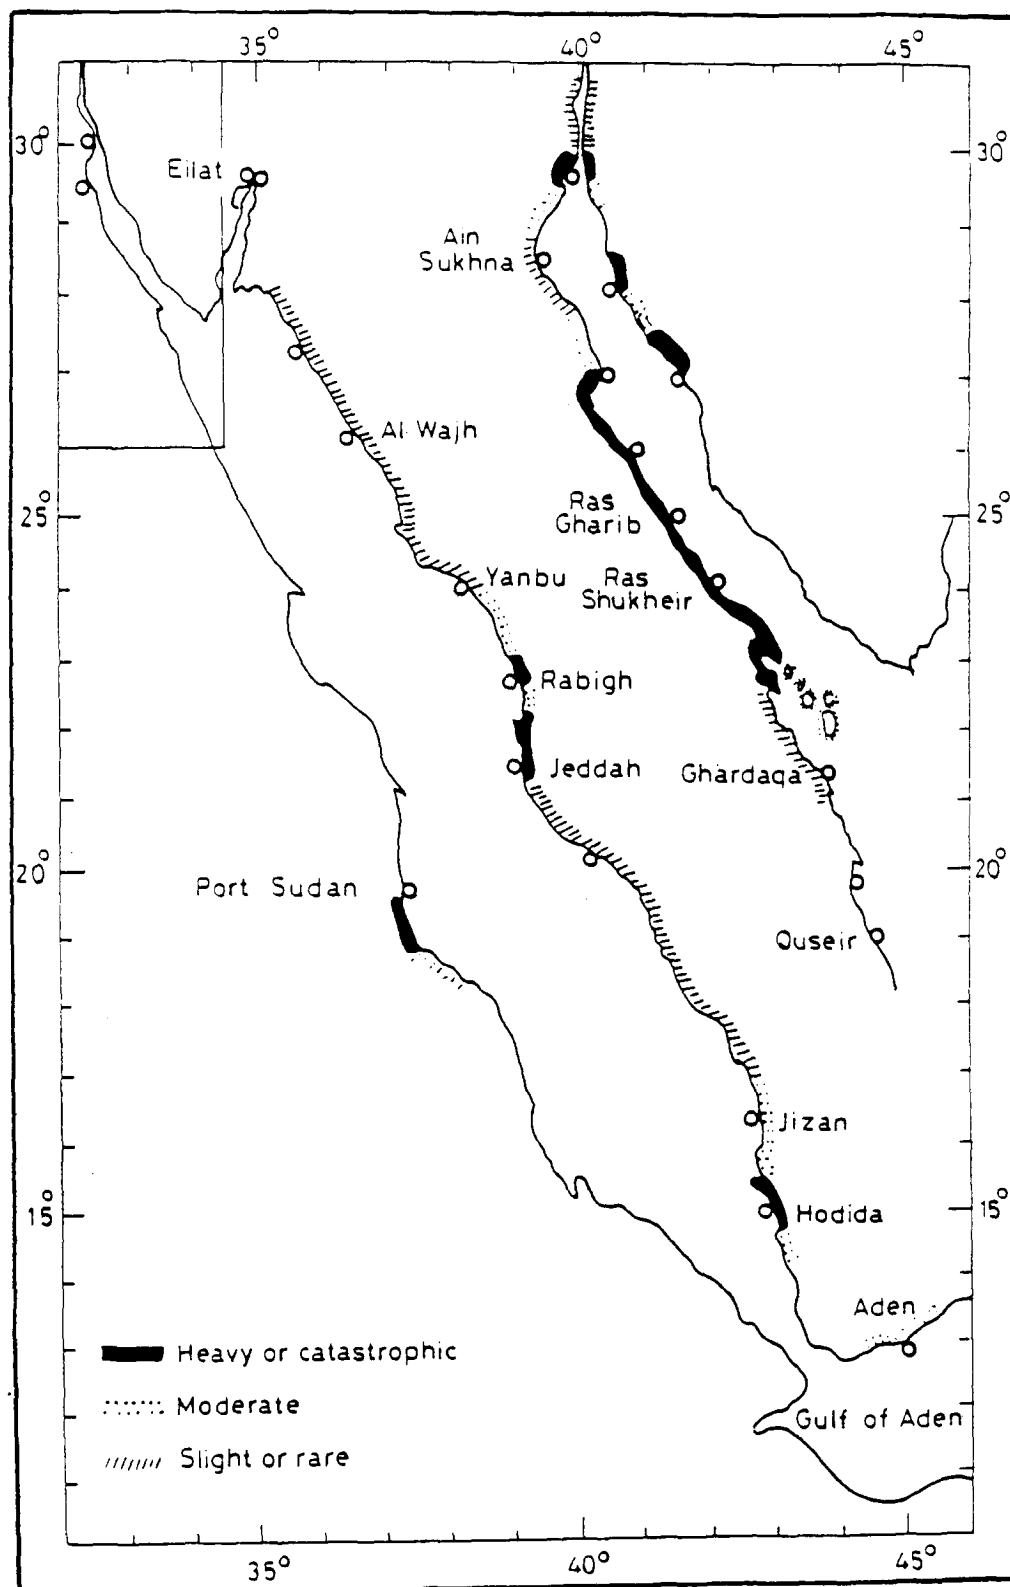 35° 40° 45°
30° 30°
Eilat
Ain
Sukhna
Al Wajh
Ras
Gharib
25° 25°
Yanbu
Ras
Shukheir
Rabigh
Jeddah
Ghardaqa
20° 20°
Port Sudan
Quseir
Jizan
15° 15°
Hodida
Aden
Heavy or catastrophic
Moderate
Gulf of Aden
Slight or rare
35° 40° 45°